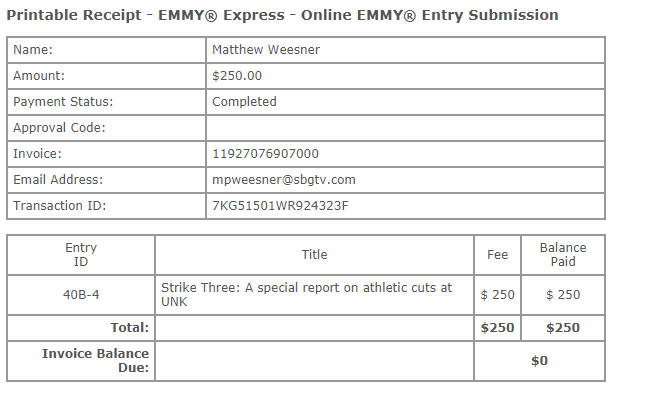 Printable Receipt - EMMY® Express - Online EMMY® Entry Submission
Name: Matthew Weesner
Amount: $250.00
Payment Status: Completed
Approval Code:
Invoice: 11927076907000
Email Address: mpweesner@sbgtv.com
Transaction ID: 7KG51501WR924323F
Entry ID Title Fee Balance Paid
40B-4 Strike Three: A special report on athletic cuts at UNK $ 250 $ 250
Total: $250 $250
Invoice Balance Due: $0